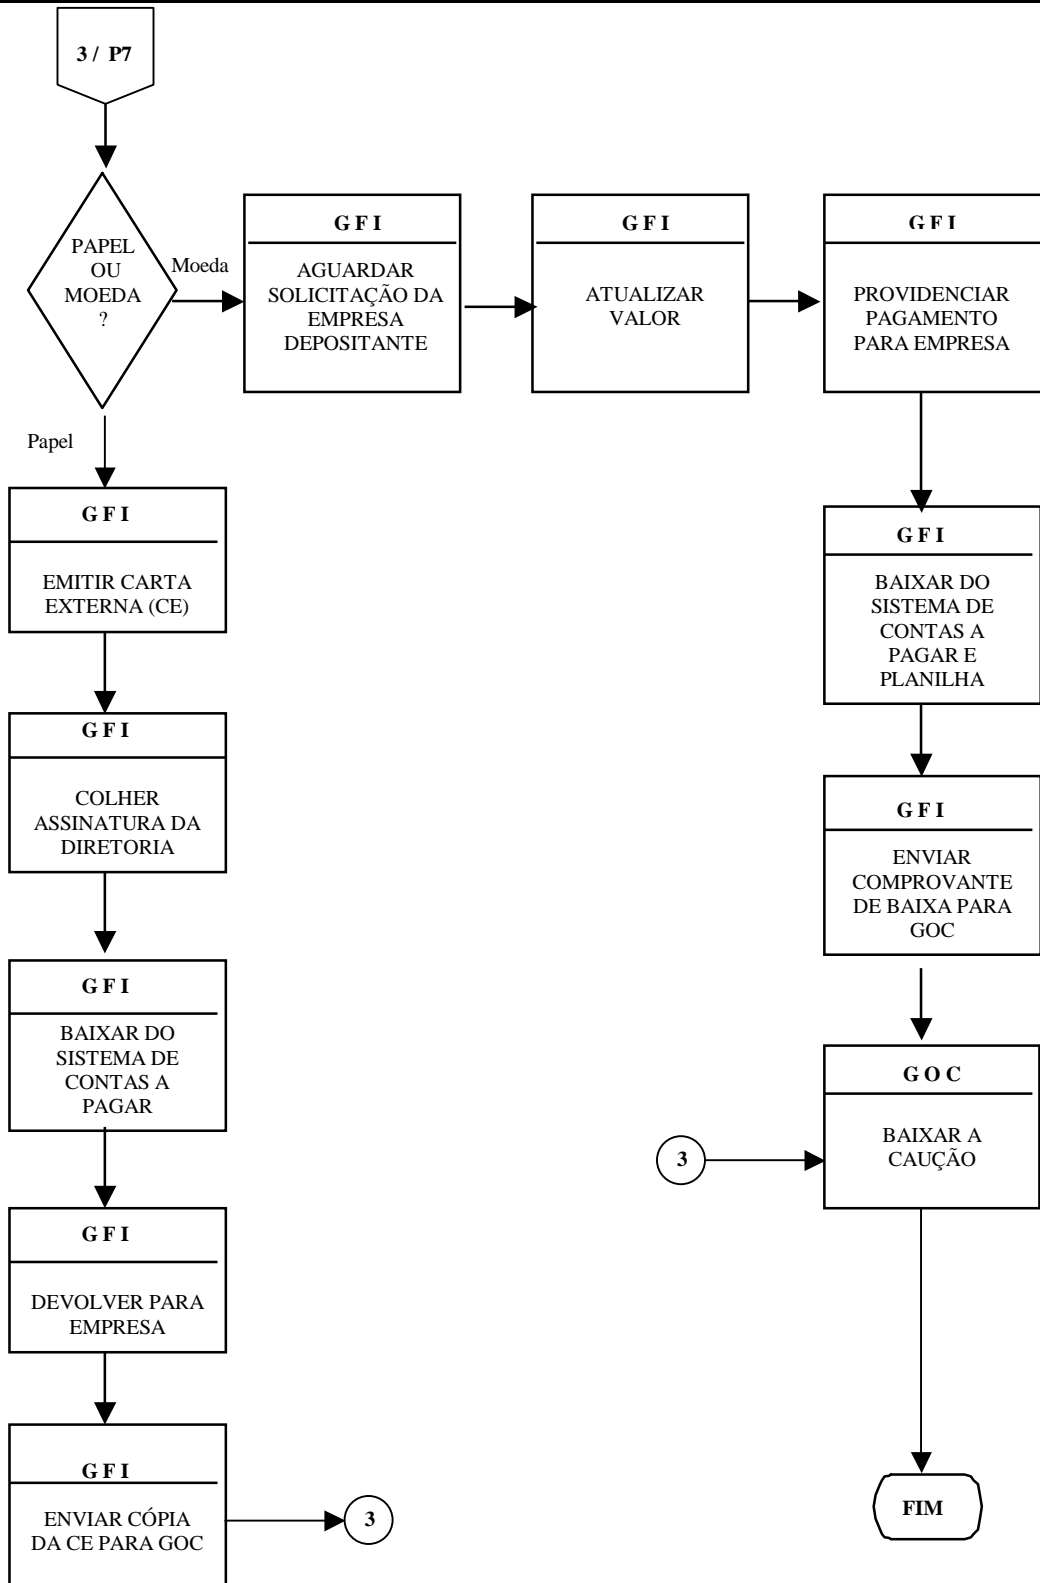 3 / P7
PAPEL
OU
MOEDA
?
Moeda
Papel
G F I
AGUARDAR
SOLICITAÇÃO DA
EMPRESA
DEPOSITANTE
G F I
ATUALIZAR
VALOR
G F I
PROVIDENCIAR
PAGAMENTO
PARA EMPRESA
G F I
BAIXAR DO
SISTEMA DE
CONTAS A
PAGAR E
PLANILHA
G F I
ENVIAR
COMPROVANTE
DE BAIXA PARA
GOC
G O C
BAIXAR A
CAUÇÃO
3
FIM
G F I
EMITIR CARTA
EXTERNA (CE)
G F I
COLHER
ASSINATURA DA
DIRETORIA
G F I
BAIXAR DO
SISTEMA DE
CONTAS A
PAGAR
G F I
DEVOLVER PARA
EMPRESA
G F I
ENVIAR CÓPIA
DA CE PARA GOC
3